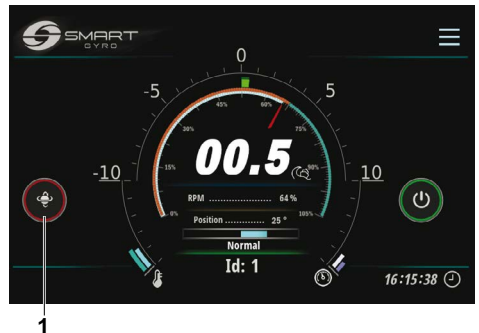 SMART
GYRO
0
-5
5
45%
60%
30%
75%
00.5
15%
90%
-10
10
RPM .............. 64 %
0%
105%
Position .............. 25 °
Normal
Id: 1
16:15:38
1